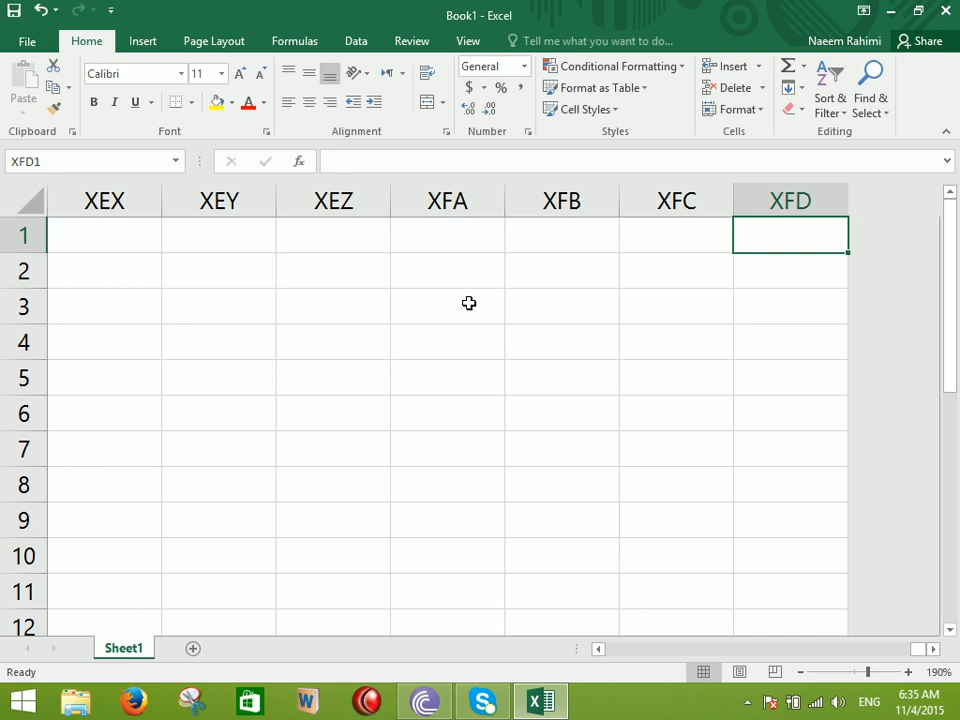 Book1 - Excel
File Home Insert Page Layout Formulas Data Review View Tell me what you want to do... Naeem Rahimi Share
Paste Calibri 11 General Conditional Formatting Insert
B I U $ % , Format as Table Delete Sort & Find &
Cell Styles Format Filter Select
Clipboard Font Alignment Number Styles Cells Editing
XFD1 fx
XEX XEY XEZ XFA XFB XFC XFD
1
2
3
4
5
6
7
8
9
10
11
12
Sheet1
Ready 190%
ENG 6:35 AM
11/4/2015